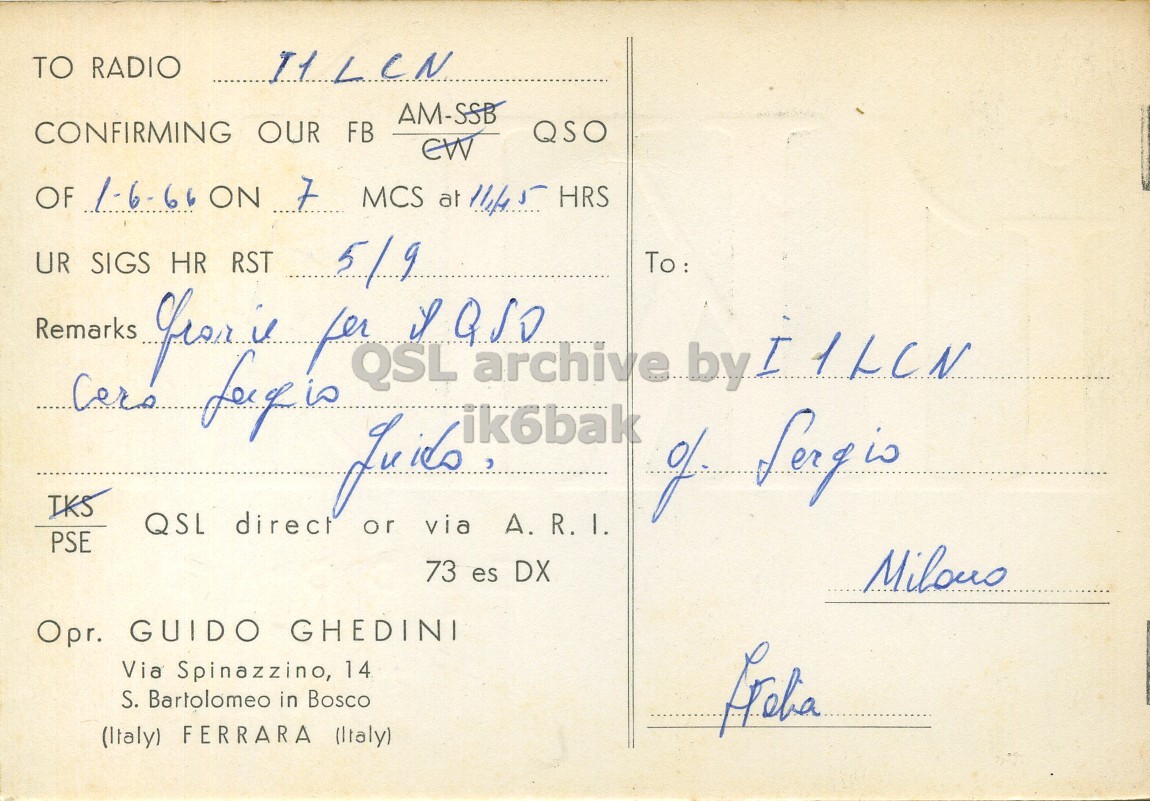 TO RADIO I1LCN
CONFIRMING OUR FB AM-SSB QSO
CW
OF 1-6-66 ON 7 MCS at 11,45 HRS
UR SIGS HR RST 5/9
Remarks Grazie per il QSO
caro Sergio
Guido.
TKS
PSE
QSL direct or via A. R. I.
73 es DX
Opr. GUIDO GHEDINI
Via Spinazzino, 14
S. Bartolomeo in Bosco
(Italy) FERRARA (Italy)
To:
I1LCN
Sergio
Milano
Italia
QSL archive by
ik6bak